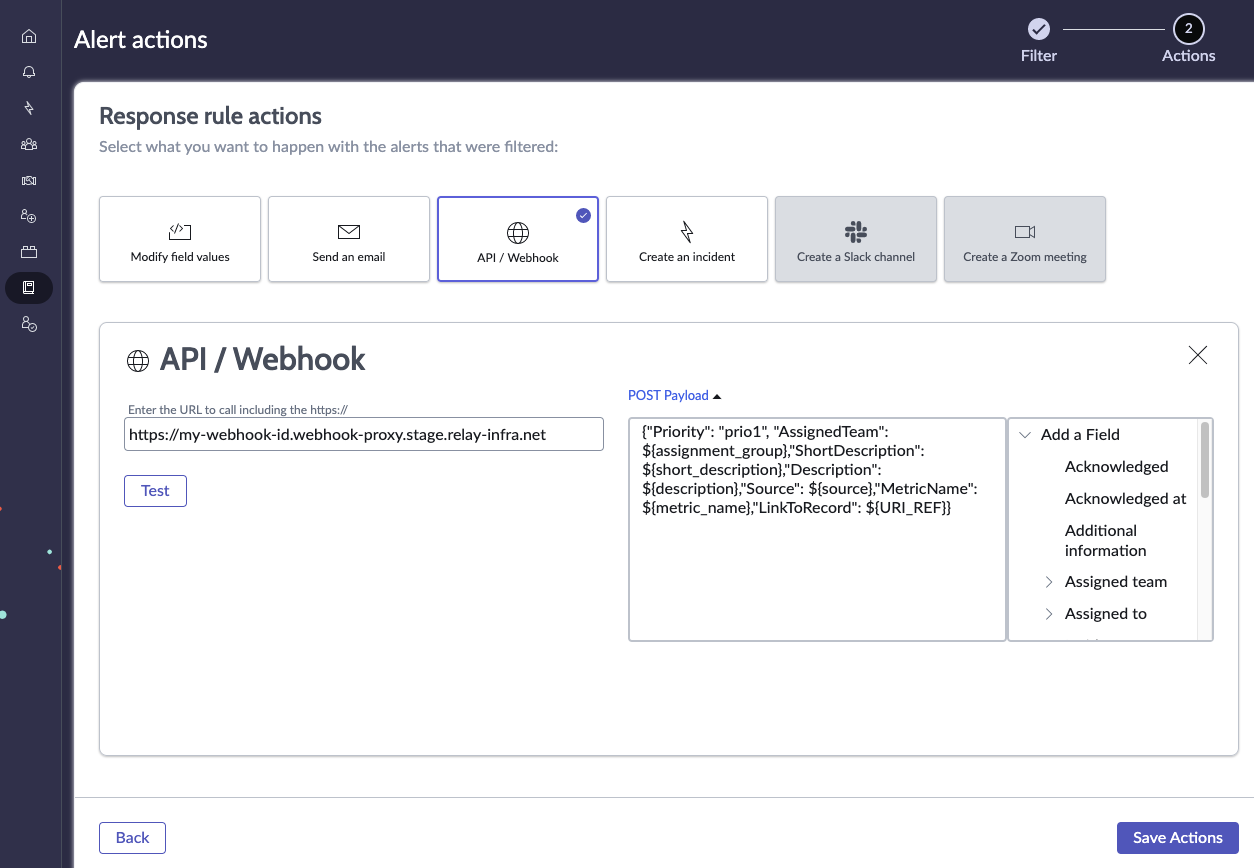 Alert actions
Filter
2
Actions
Response rule actions
Select what you want to happen with the alerts that were filtered:
Modify field values
Send an email
API / Webhook
Create an incident
Create a Slack channel
Create a Zoom meeting
API / Webhook
Enter the URL to call including the https://
https://my-webhook-id.webhook-proxy.stage.relay-infra.net
Test
POST Payload
{"Priority": "prio1", "AssignedTeam":
${assignment_group},"ShortDescription":
${short_description},"Description":
${description},"Source": ${source},"MetricName":
${metric_name},"LinkToRecord": ${URI_REF}}
Add a Field
Acknowledged
Acknowledged at
Additional
information
Assigned team
Assigned to
Back
Save Actions